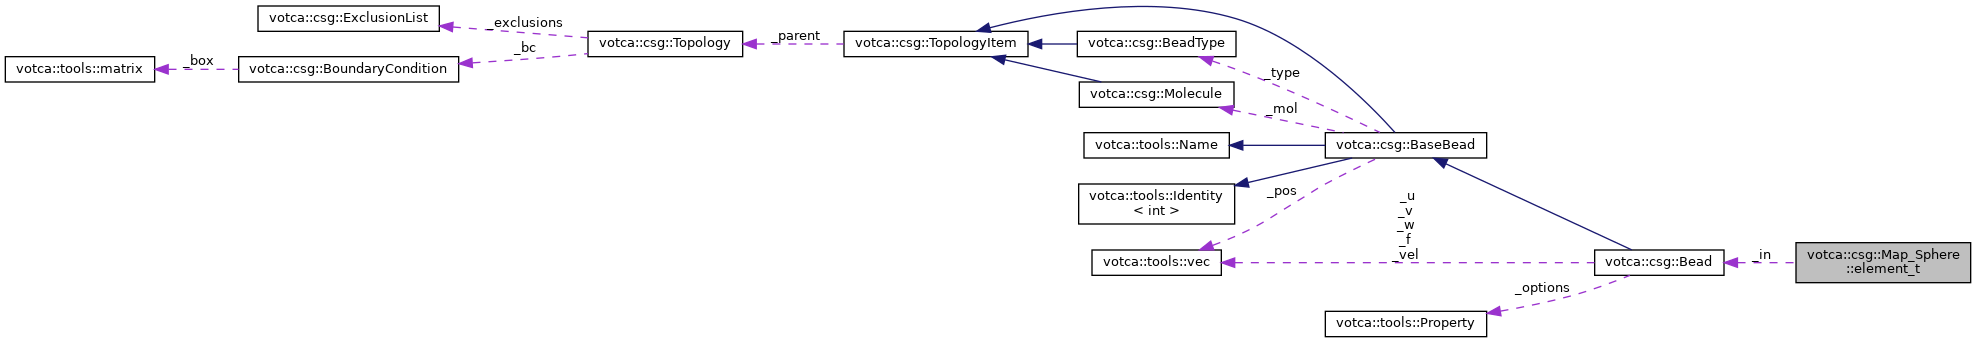 votca::csg::ExclusionList
_exclusions
votca::csg::Topology
_parent
votca::csg::TopologyItem
votca::csg::BeadType
votca::tools::matrix
_box
votca::csg::BoundaryCondition
_bc
_type
votca::csg::Molecule
_mol
votca::tools::Name
votca::csg::BaseBead
votca::tools::Identity
< int >
_pos
_u
_v
_w
_f
_vel
votca::tools::vec
votca::csg::Bead
_in
votca::csg::Map_Sphere
::element_t
_options
votca::tools::Property